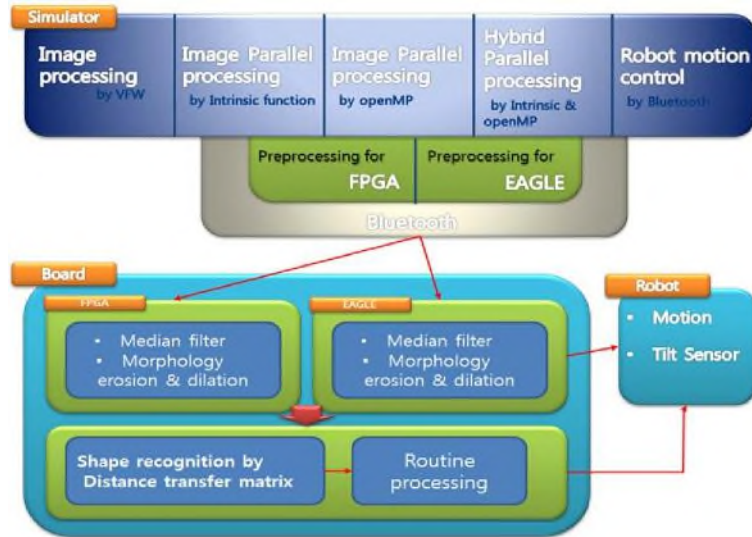 Simulator
Image
processing
by VFW
Image Parallel
processing
by Intrinsic function
Image Parallel
processing
by openMP
Hybrid
Parallel
processing
by Intrinsic &
openMP
Robot motion
control
by Bluetooth
Preprocessing for
FPGA
Preprocessing for
EAGLE
Bluetooth
Board
FPGA
• Median filter
• Morphology
erosion & dilation
EAGLE
• Median filter
• Morphology
erosion & dilation
Robot
• Motion
• Tilt Sensor
Shape recognition by
Distance transfer matrix
Routine
processing